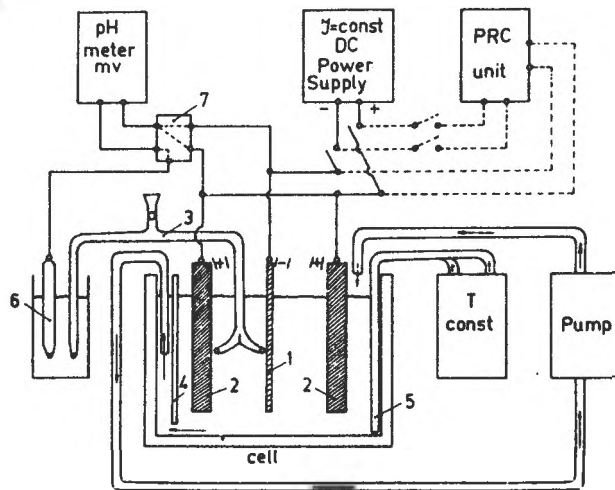 pH
meter
mv
J=const
DC
Power
Supply
- +
PRC
unit
7
3
6
/+/
/-/
/+/
T
const
Pump
1
2
2
4
5
cell